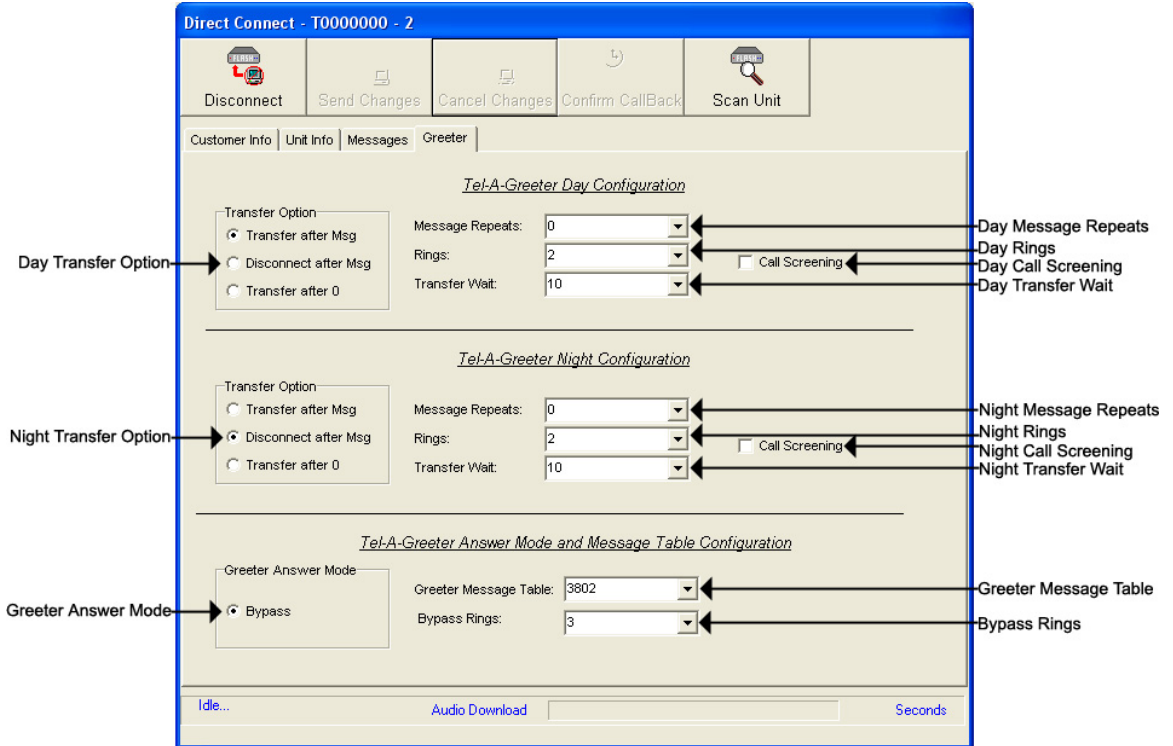 Direct Connect - T0000000 - 2
FLASH
FLASH
Disconnect
Send Changes
Cancel Changes
Confirm CallBack
Scan Unit
Customer Info
Unit Info
Messages
Greeter
Tel-A-Greeter Day Configuration
Transfer Option
Transfer after Msg
Disconnect after Msg
Transfer after 0
Message Repeats:
0
Rings:
2
Transfer Wait:
10
Call Screening
Day Transfer Option
Day Message Repeats
Day Rings
Day Call Screening
Day Transfer Wait
Tel-A-Greeter Night Configuration
Transfer Option
Transfer after Msg
Disconnect after Msg
Transfer after 0
Message Repeats:
0
Rings:
2
Transfer Wait:
10
Call Screening
Night Transfer Option
Night Message Repeats
Night Rings
Night Call Screening
Night Transfer Wait
Tel-A-Greeter Answer Mode and Message Table Configuration
Greeter Answer Mode
Bypass
Greeter Message Table:
3802
Bypass Rings:
3
Greeter Answer Mode
Greeter Message Table
Bypass Rings
Idle...
Audio Download
Seconds